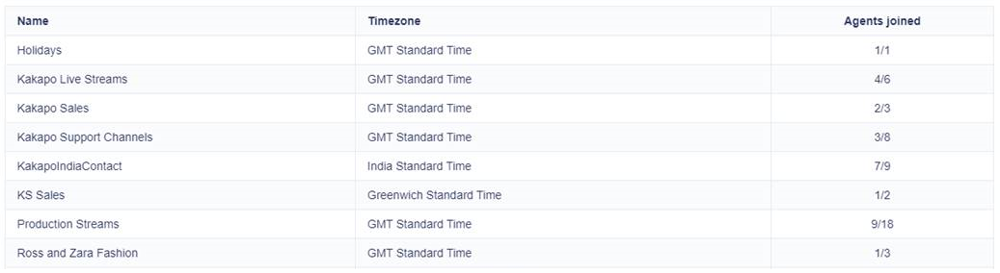 Name Timezone Agents joined
Holidays GMT Standard Time 1/1
Kakapo Live Streams GMT Standard Time 4/6
Kakapo Sales GMT Standard Time 2/3
Kakapo Support Channels GMT Standard Time 3/8
KakapoIndiaContact India Standard Time 7/9
KS Sales Greenwich Standard Time 1/2
Production Streams GMT Standard Time 9/18
Ross and Zara Fashion GMT Standard Time 1/3